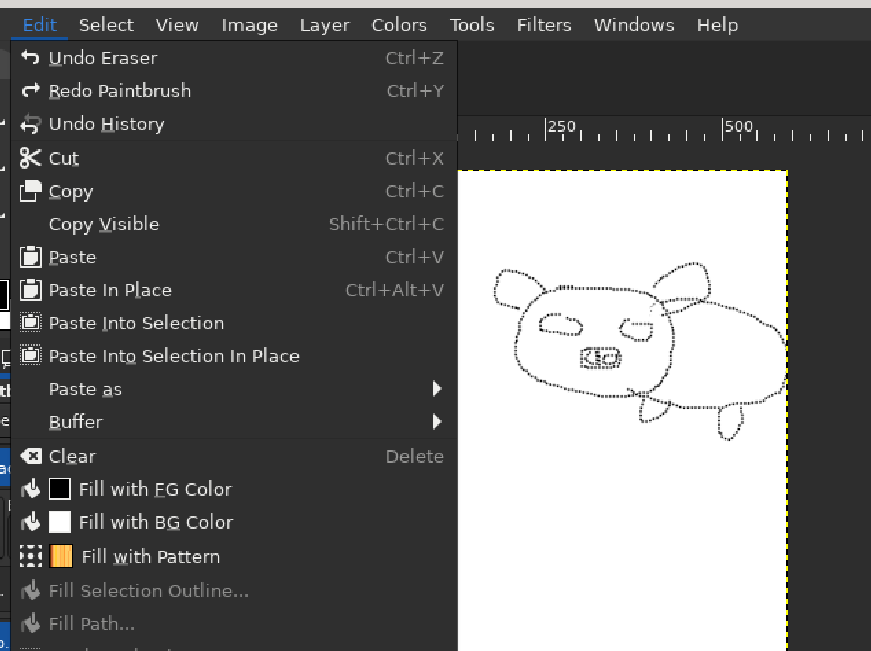 Edit Select View Image Layer Colors Tools Filters Windows Help
Undo Eraser Ctrl+Z
Redo Paintbrush Ctrl+Y
Undo History
250 500
Cut Ctrl+X
Copy Ctrl+C
Copy Visible Shift+Ctrl+C
Paste Ctrl+V
Paste In Place Ctrl+Alt+V
Paste Into Selection
Paste Into Selection In Place
Paste as
Buffer
Clear Delete
Fill with FG Color
Fill with BG Color
Fill with Pattern
Fill Selection Outline...
Fill Path...